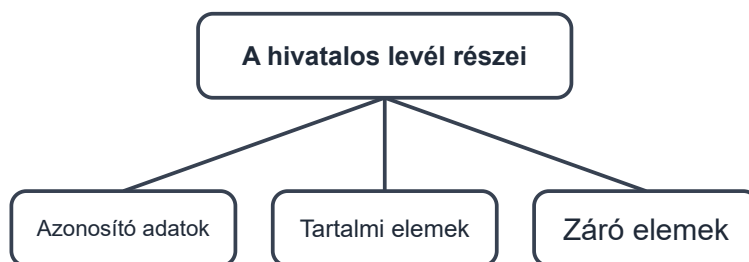 A hivatalos levél részei
Azonosító adatok
Tartalmi elemek
Záró elemek